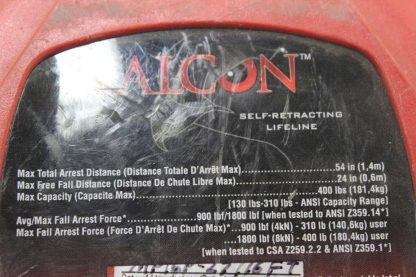 ALCON™
SELF-RETRACTING
LIFELINE
Max Total Arrest Distance (Distance Totale D'Arrêt Max) 54 in (1,4m)
Max Free Fall Distance (Distance De Chute Libre Max) 24 in (0,6m)
Max Capacity (Capacite Max) 400 lbs (181,4kg)
[130 lbs-310 lbs - ANSI Capacity Range]
Avg/Max Fall Arrest Force* 900 lbf/1800 lbf [when tested to ANSI Z359.14*]
Max Fall Arrest Force (Force D'Arrêt De Chute Max)* 900 lbf (4kN) - 310 lb (140,6kg) user
1800 lbf (8kN) - 400 lb (180,4kg) user
[when tested to CSA Z259.2.2 & ANSI Z359.1*]